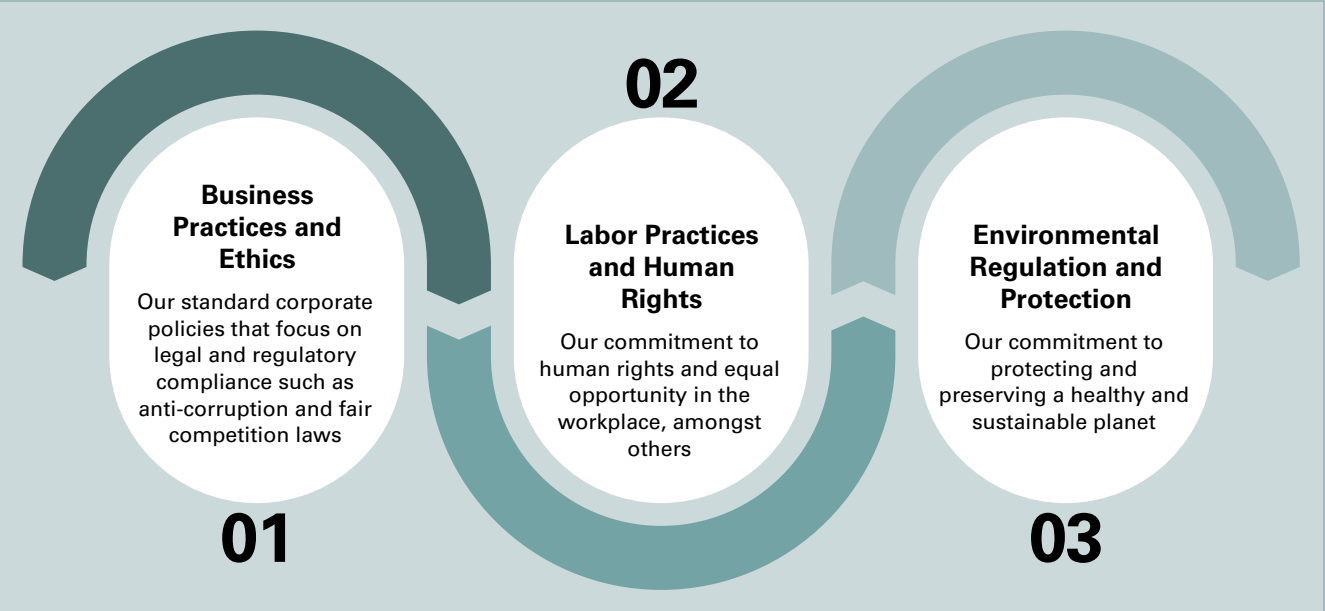 Business
Practices and
Ethics
Our standard corporate
policies that focus on
legal and regulatory
compliance such as
anti-corruption and fair
competition laws
01
02
Labor Practices
and Human
Rights
Our commitment to
human rights and equal
opportunity in the
workplace, amongst
others
Environmental
Regulation and
Protection
Our commitment to
protecting and
preserving a healthy and
sustainable planet
03